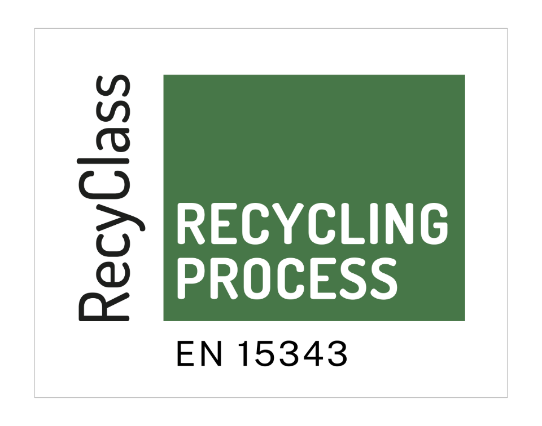 RecyClass
RECYCLING
PROCESS
EN 15343